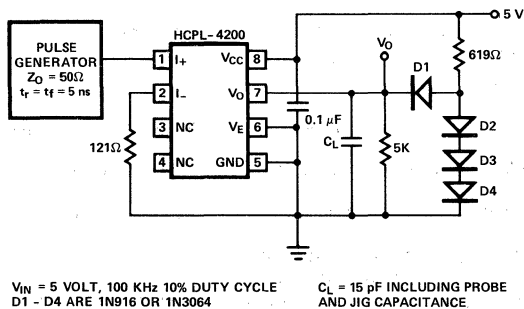 HCPL-4200
5 V
PULSE
GENERATOR
Z_O = 50Ω
t_r = t_f = 5 ns
1 I+
2 I-
3 NC
4 NC
V_CC 8
V_O 7
V_E 6
GND 5
121Ω
0.1 μF
C_L
V_O
5K
D1
619Ω
D2
D3
D4
V_IN = 5 VOLT, 100 KHz 10% DUTY CYCLE
D1 - D4 ARE 1N916 OR 1N3064
C_L = 15 pF INCLUDING PROBE
AND JIG CAPACITANCE